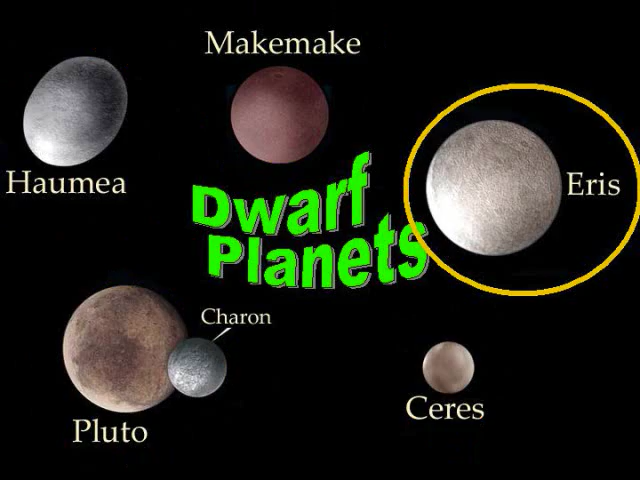 Makemake
Haumea
Eris
Dwarf
Planets
Charon
Pluto
Ceres